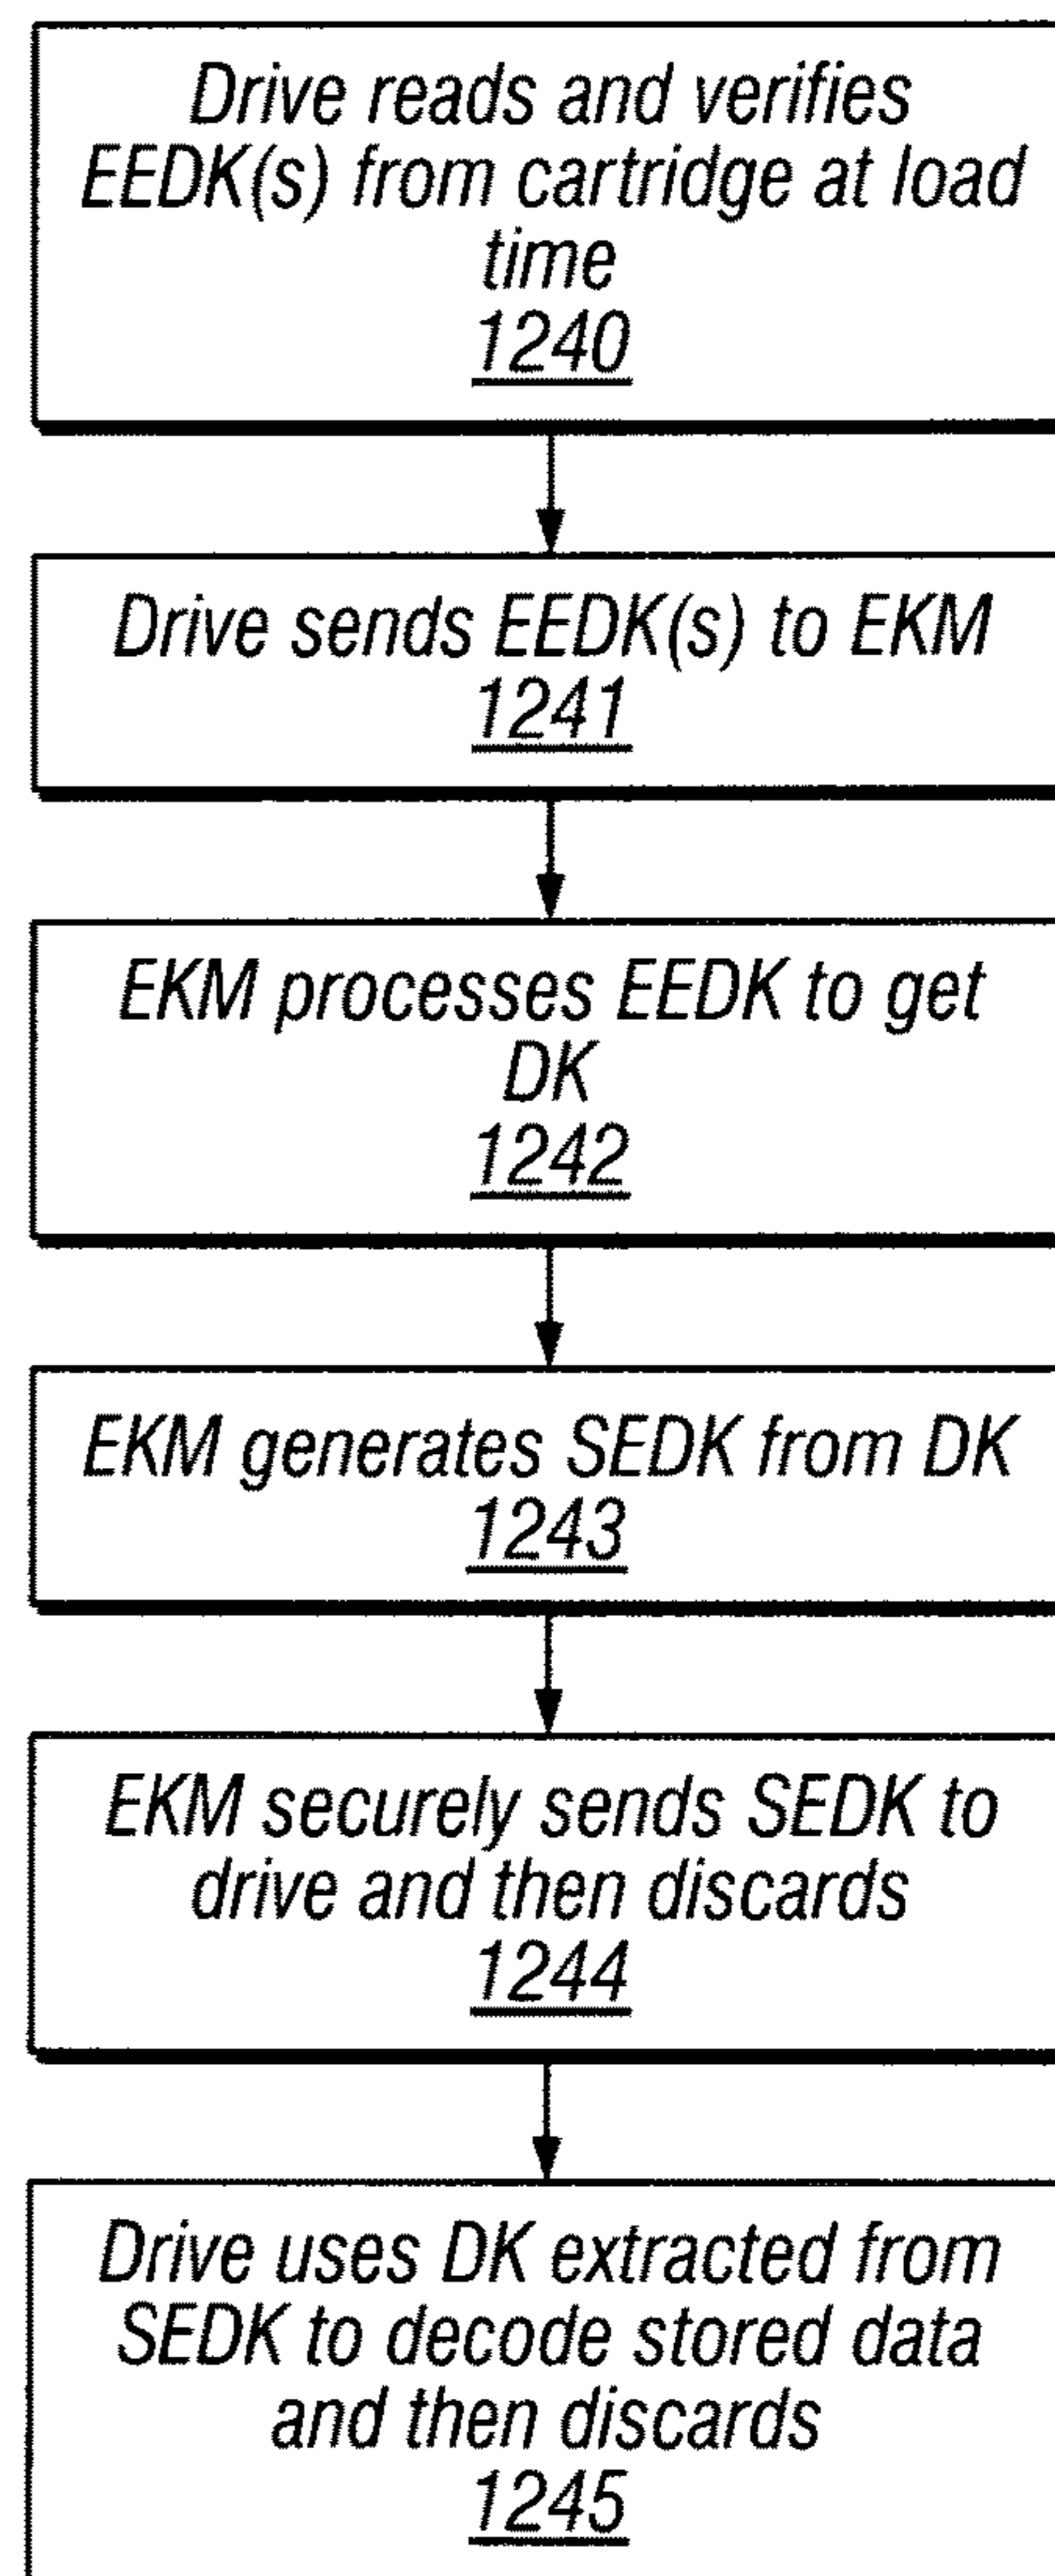 Drive reads and verifies
EEDK(s) from cartridge at load
time
1240
Drive sends EEDK(s) to EKM
1241
EKM processes EEDK to get
DK
1242
EKM generates SEDK from DK
1243
EKM securely sends SEDK to
drive and then discards
1244
Drive uses DK extracted from
SEDK to decode stored data
and then discards
1245